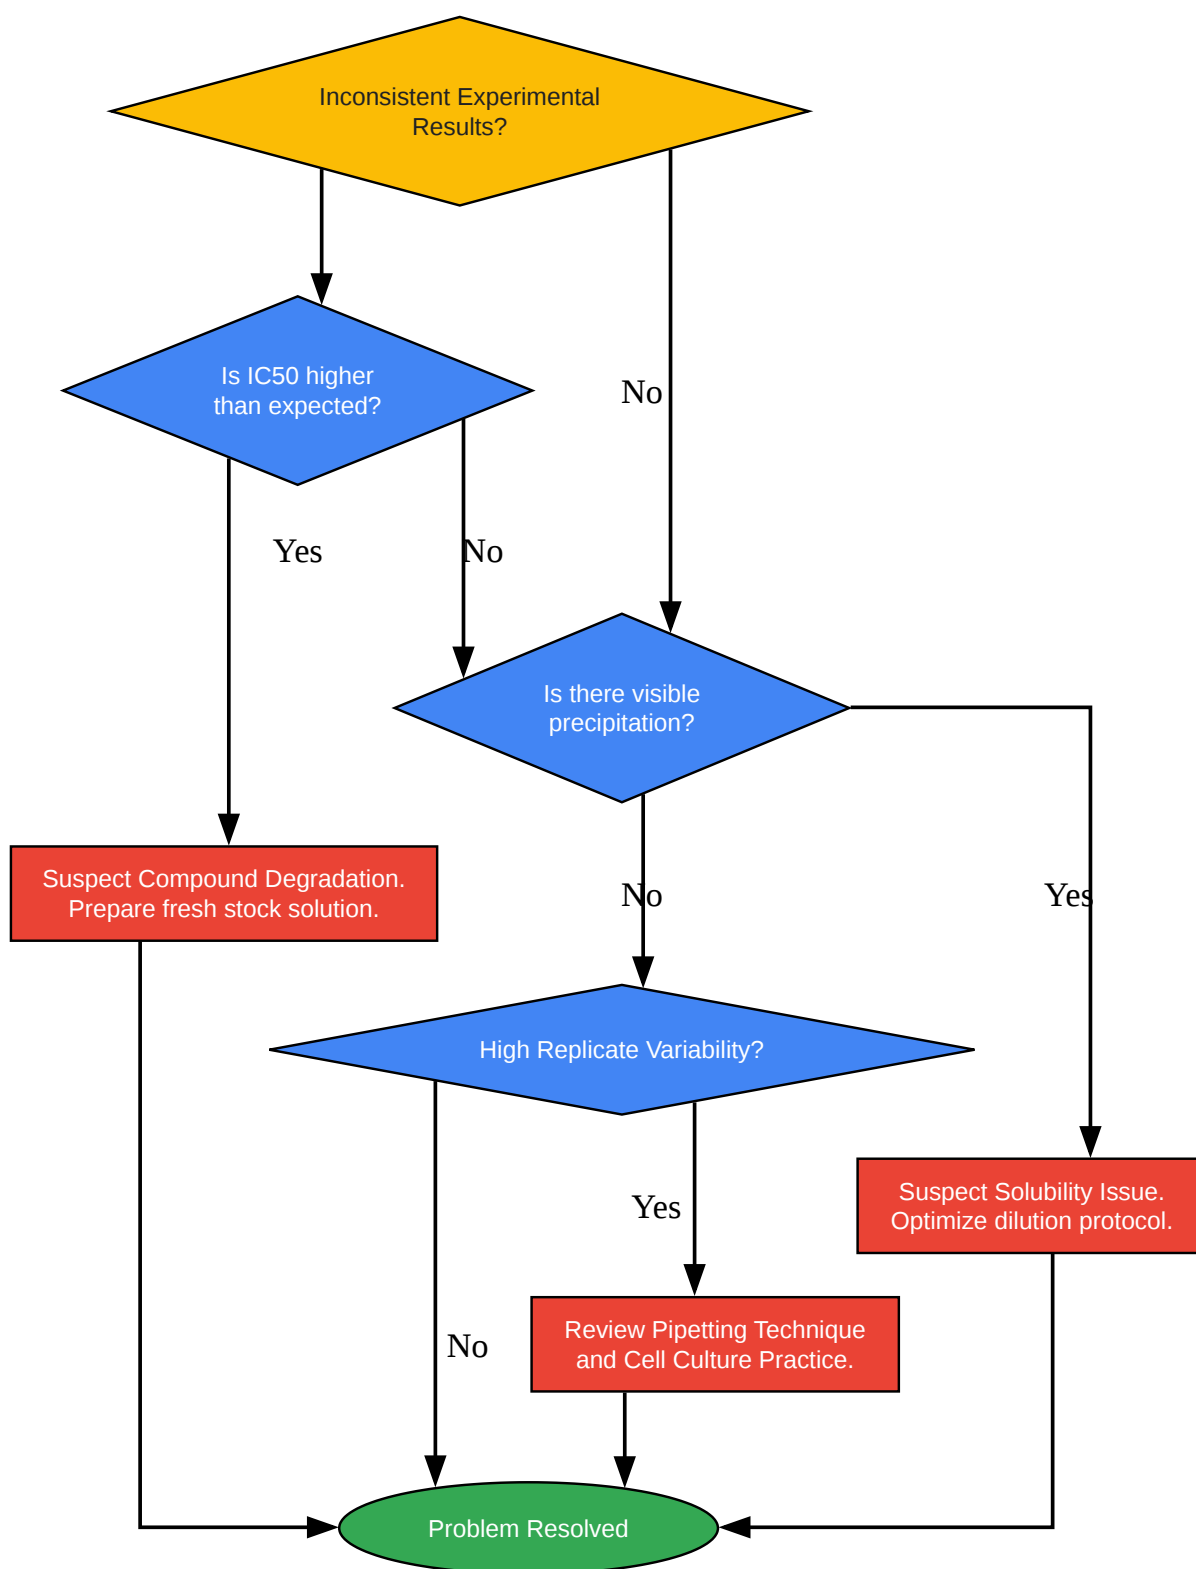 Inconsistent Experimental
Results?
Is IC50 higher
than expected?
No
Yes
No
Is there visible
precipitation?
Suspect Compound Degradation.
Prepare fresh stock solution.
No
Yes
High Replicate Variability?
Yes
Suspect Solubility Issue.
Optimize dilution protocol.
No
Review Pipetting Technique
and Cell Culture Practice.
Problem Resolved